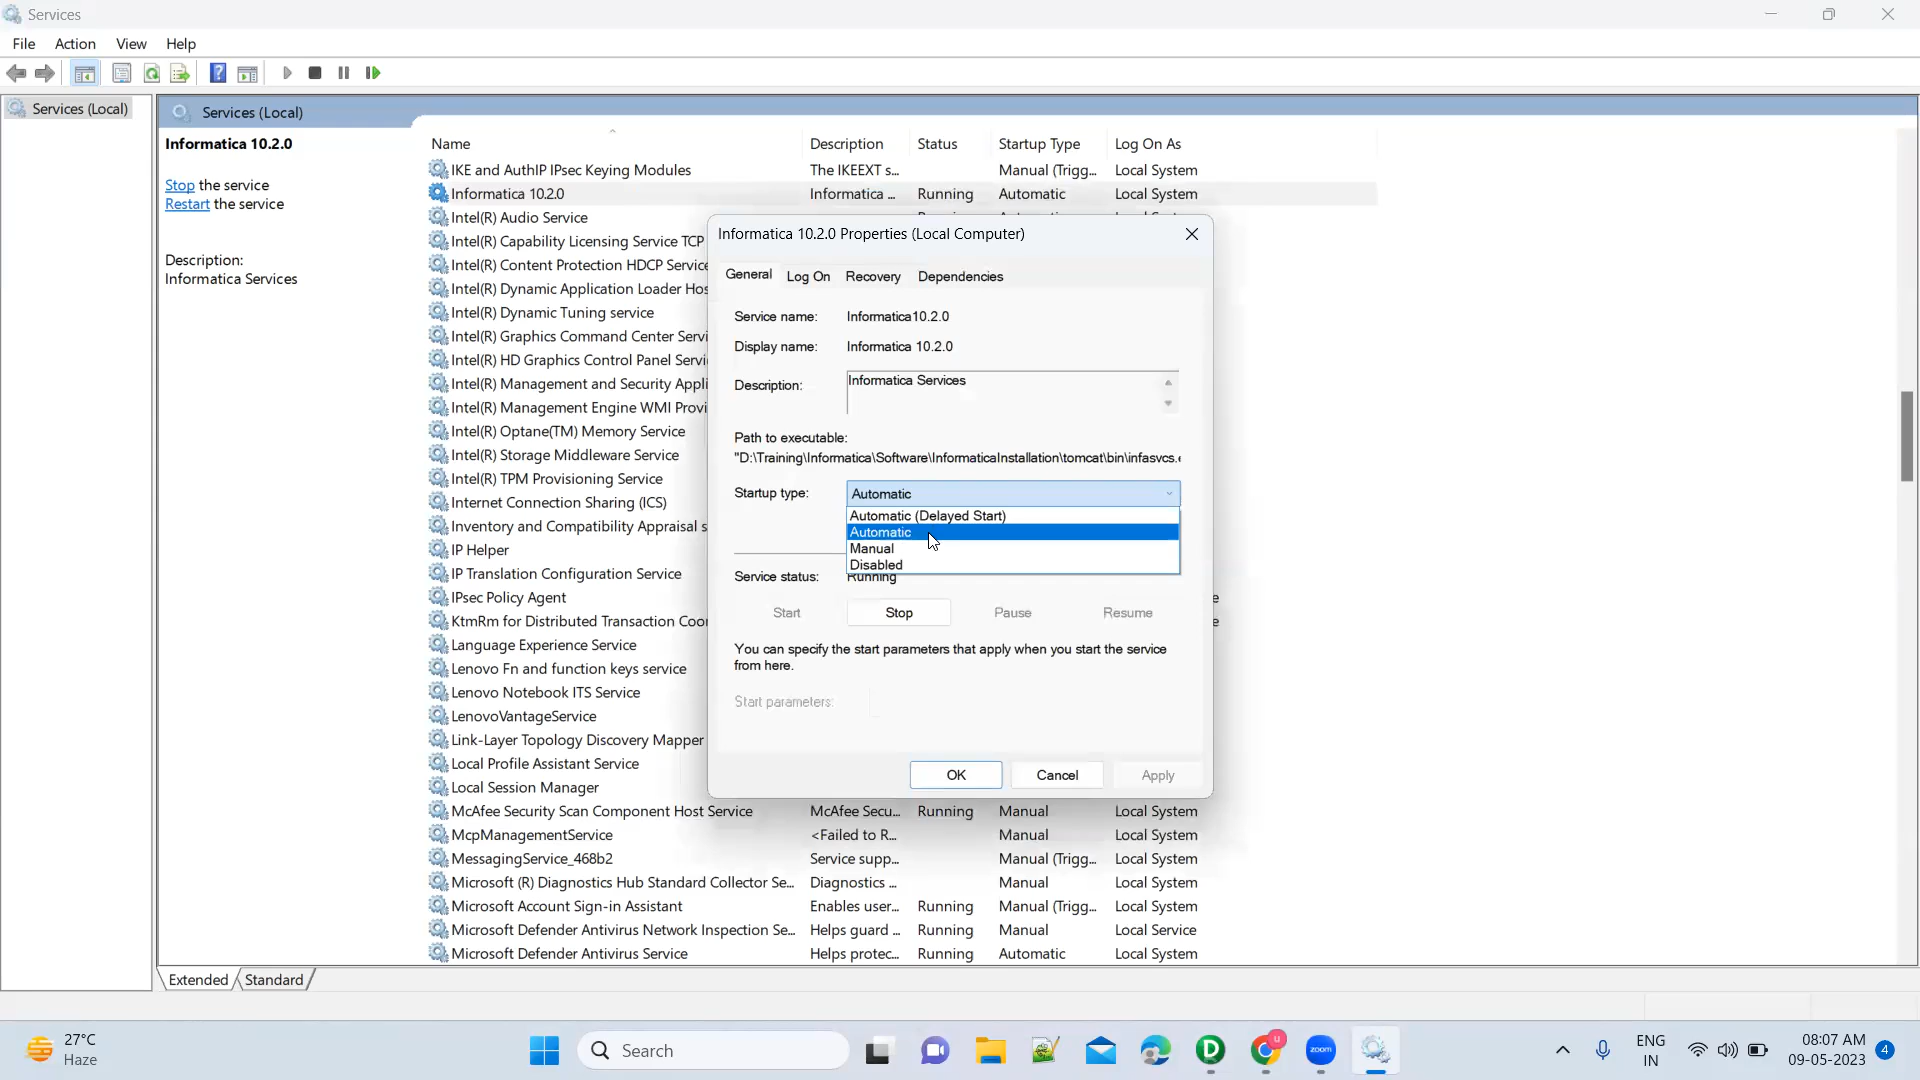 Services
File Action View Help
Services (Local)
Services (Local)
Informatica 10.2.0
Stop the service
Restart the service
Description:
Informatica Services
Name Description Status Startup Type Log On As
IKE and AuthIP IPsec Keying Modules The IKEEXT s... Manual (Trigg... Local System
Informatica 10.2.0 Informatica ... Running Automatic Local System
Intel(R) Audio Service
Intel(R) Capability Licensing Service TCP
Intel(R) Content Protection HDCP Service
Intel(R) Dynamic Application Loader Hos
Intel(R) Dynamic Tuning service
Intel(R) Graphics Command Center Servi
Intel(R) HD Graphics Control Panel Servi
Intel(R) Management and Security Appli
Intel(R) Management Engine WMI Provi
Intel(R) Optane(TM) Memory Service
Intel(R) Storage Middleware Service
Intel(R) TPM Provisioning Service
Internet Connection Sharing (ICS)
Inventory and Compatibility Appraisal s
IP Helper
IP Translation Configuration Service
IPsec Policy Agent
KtmRm for Distributed Transaction Coo
Language Experience Service
Lenovo Fn and function keys service
Lenovo Notebook ITS Service
LenovoVantageService
Link-Layer Topology Discovery Mapper
Local Profile Assistant Service
Local Session Manager
McAfee Security Scan Component Host Service McAfee Secu... Running Manual Local System
McpManagementService <Failed to R... Manual Local System
MessagingService_468b2 Service supp... Manual (Trigg... Local System
Microsoft (R) Diagnostics Hub Standard Collector Se... Diagnostics ... Manual Local System
Microsoft Account Sign-in Assistant Enables user... Running Manual (Trigg... Local System
Microsoft Defender Antivirus Network Inspection Se... Helps guard ... Running Manual Local Service
Microsoft Defender Antivirus Service Helps protec... Running Automatic Local System
Informatica 10.2.0 Properties (Local Computer)
General Log On Recovery Dependencies
Service name: Informatica10.2.0
Display name: Informatica 10.2.0
Description: Informatica Services
Path to executable:
"D:\Training\Informatica\Software\InformaticaInstallation\tomcat\bin\infasvcs.e
Startup type: Automatic
Automatic (Delayed Start)
Automatic
Manual
Disabled
Service status: Running
Start Stop Pause Resume
You can specify the start parameters that apply when you start the service
from here.
Start parameters:
OK Cancel Apply
Extended Standard
27°C
Haze
Search
zoom
ENG
IN
08:07 AM
09-05-2023
4